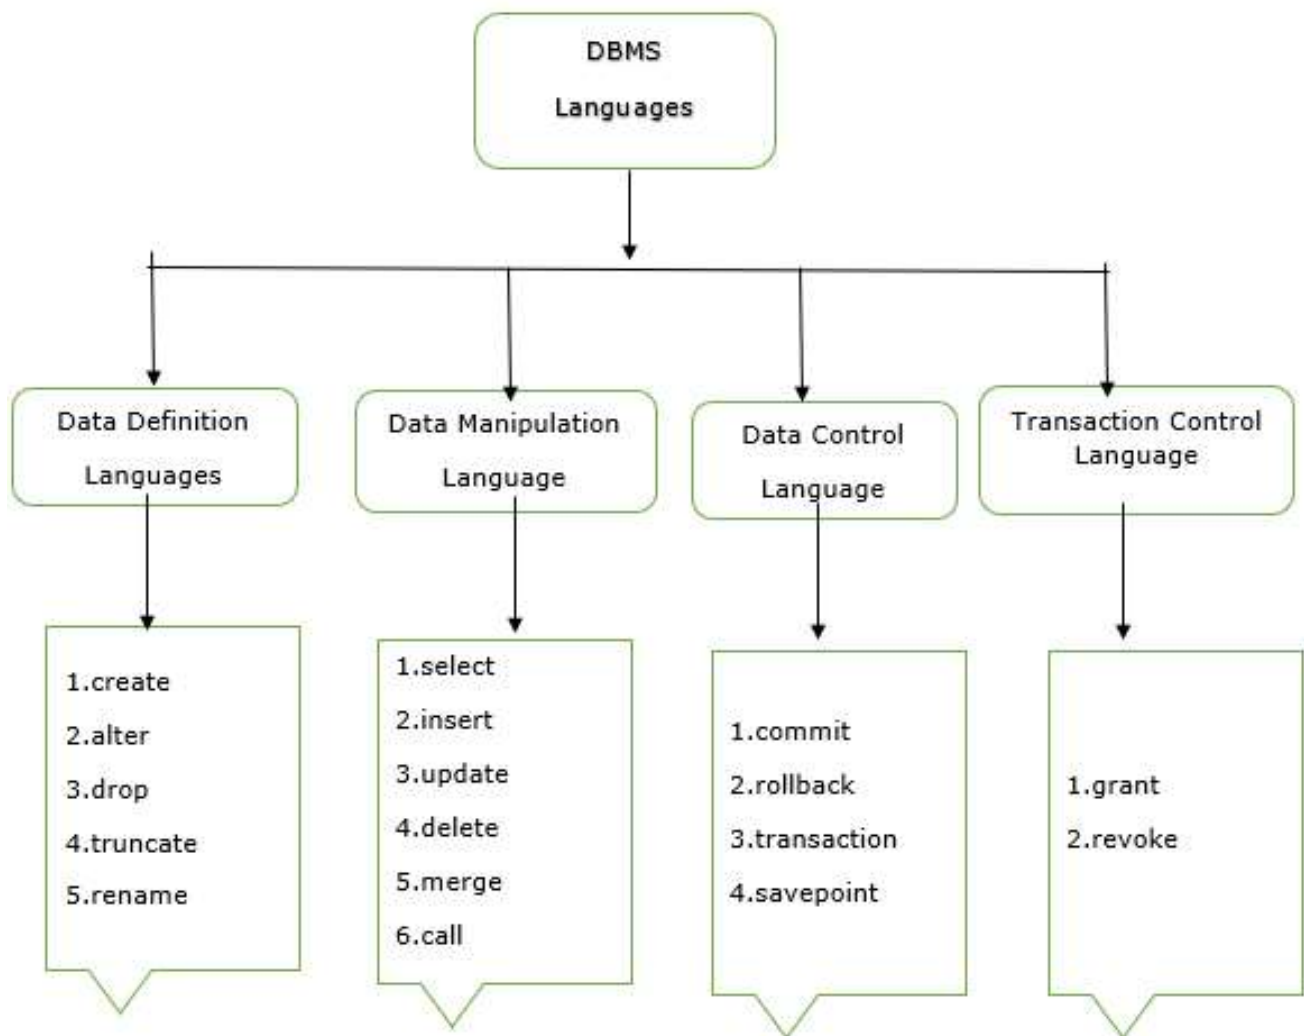 DBMS
Languages
Data Definition
Languages
Data Manipulation
Language
Data Control
Language
Transaction Control
Language
1.create
2.alter
3.drop
4.truncate
5.rename
1.select
2.insert
3.update
4.delete
5.merge
6.call
1.commit
2.rollback
3.transaction
4.savepoint
1.grant
2.revoke